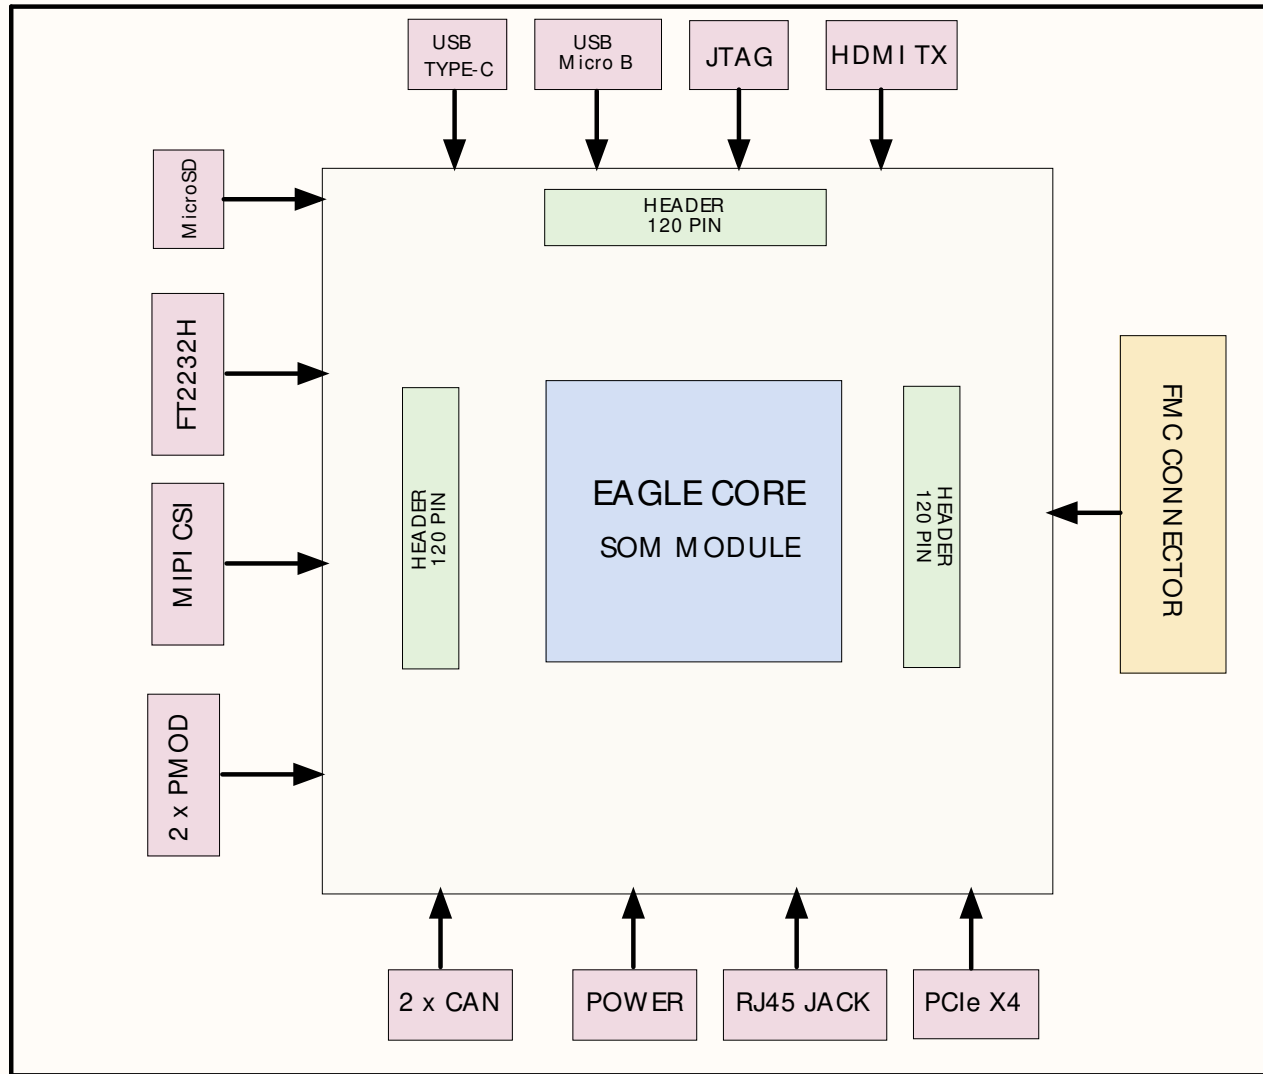 USB
TYPE-C
USB
Micro B
JTAG
HDMI TX
MicroSD
HEADER
120 PIN
FT2232H
MIPI CSI
2 x PMOD
HEADER
120 PIN
EAGLE CORE
SOM MODULE
HEADER
120 PIN
FMC CONNECTOR
2 x CAN
POWER
RJ45 JACK
PCIe X4